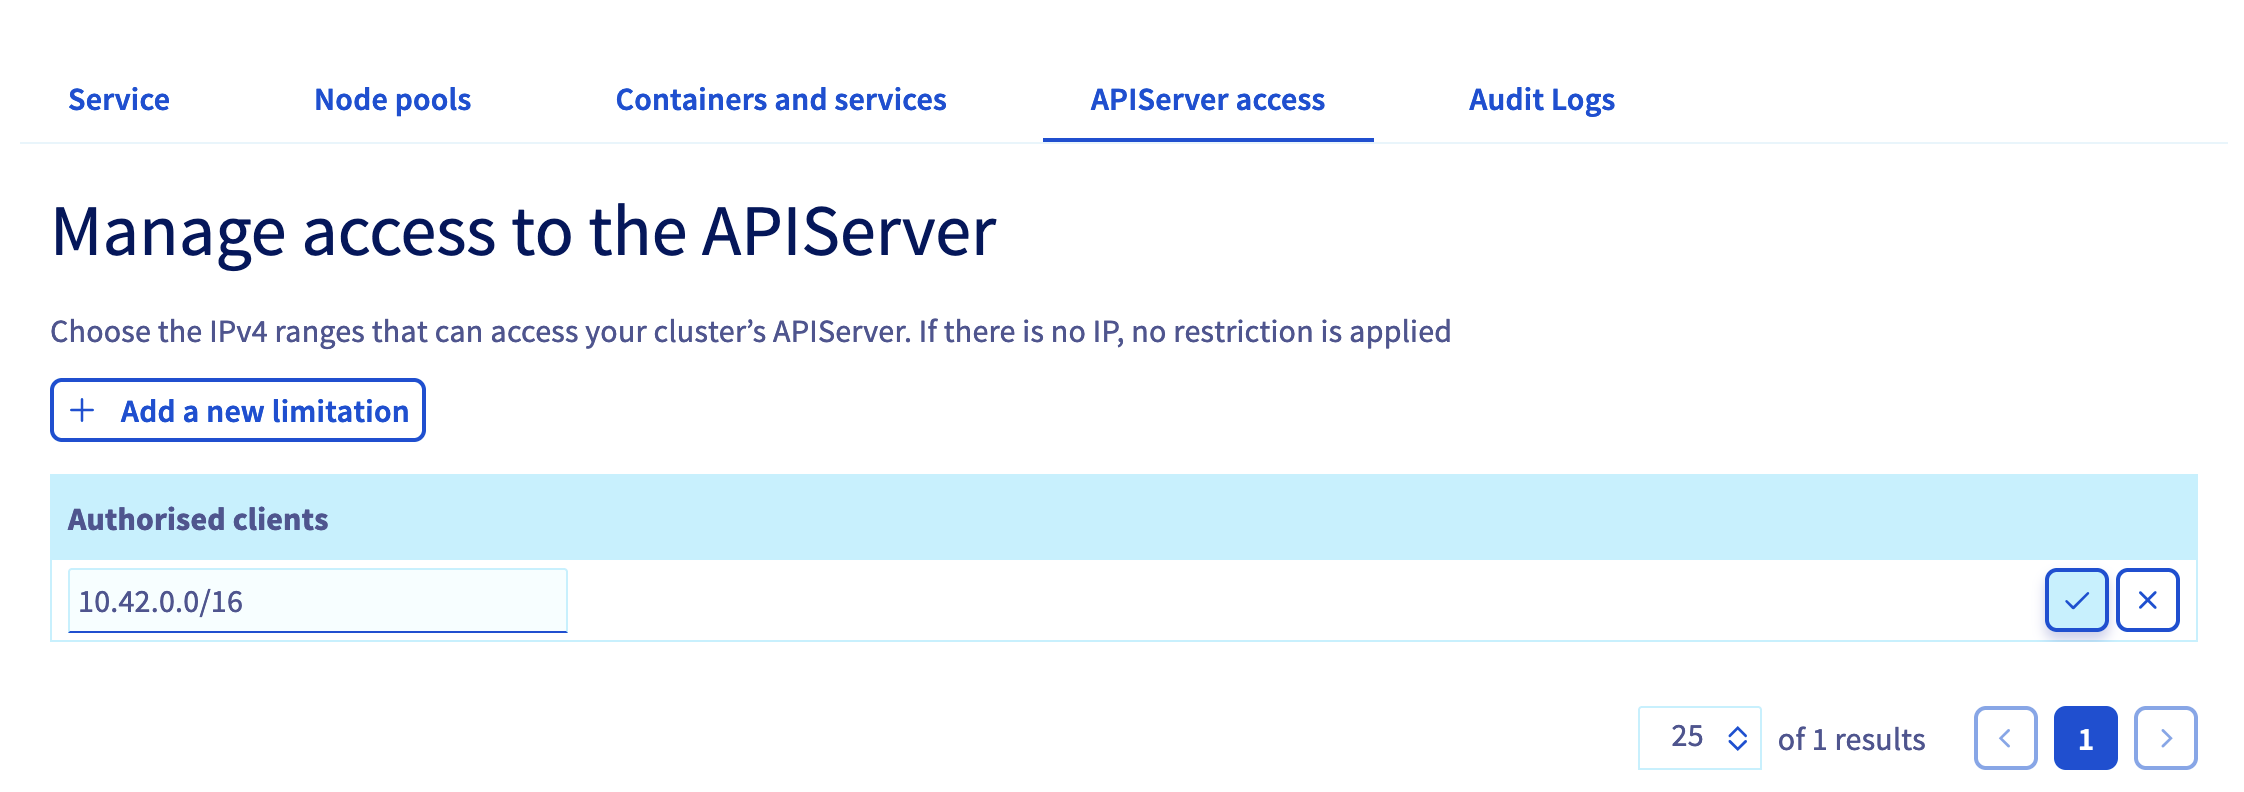 Service Node pools Containers and services APIServer access Audit Logs
Manage access to the APIServer
Choose the IPv4 ranges that can access your cluster’s APIServer. If there is no IP, no restriction is applied
Add a new limitation
Authorised clients
10.42.0.0/16
25 of 1 results 1